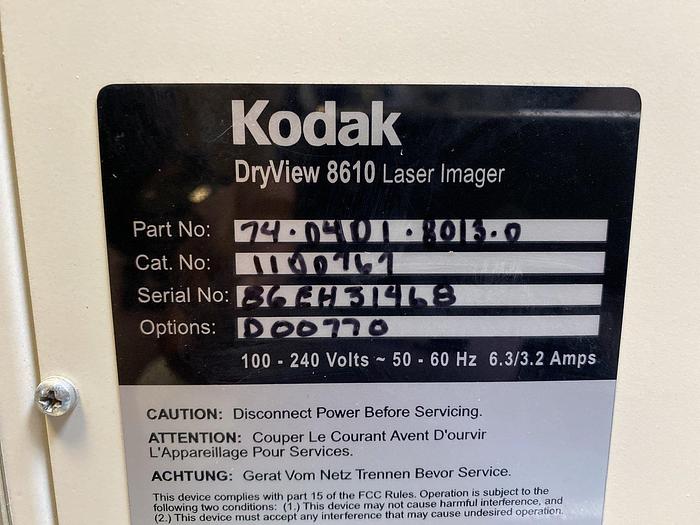 Kodak
DryView 8610 Laser Imager
Part No: 74-0401-8013-0
Cat. No: 1100767
Serial No: 86EH31468
Options: D00770
100 - 240 Volts ~ 50 - 60 Hz 6.3/3.2 Amps
CAUTION: Disconnect Power Before Servicing.
ATTENTION: Couper Le Courant Avent D'ourvir
L'Appareillage Pour Services.
ACHTUNG: Gerat Vom Netz Trennen Bevor Service.
This device complies with part 15 of the FCC Rules. Operation is subject to the
following two conditions: (1.) This device may not cause harmful interference, and
(2.) This device must accept any interference that may cause undesired operation.